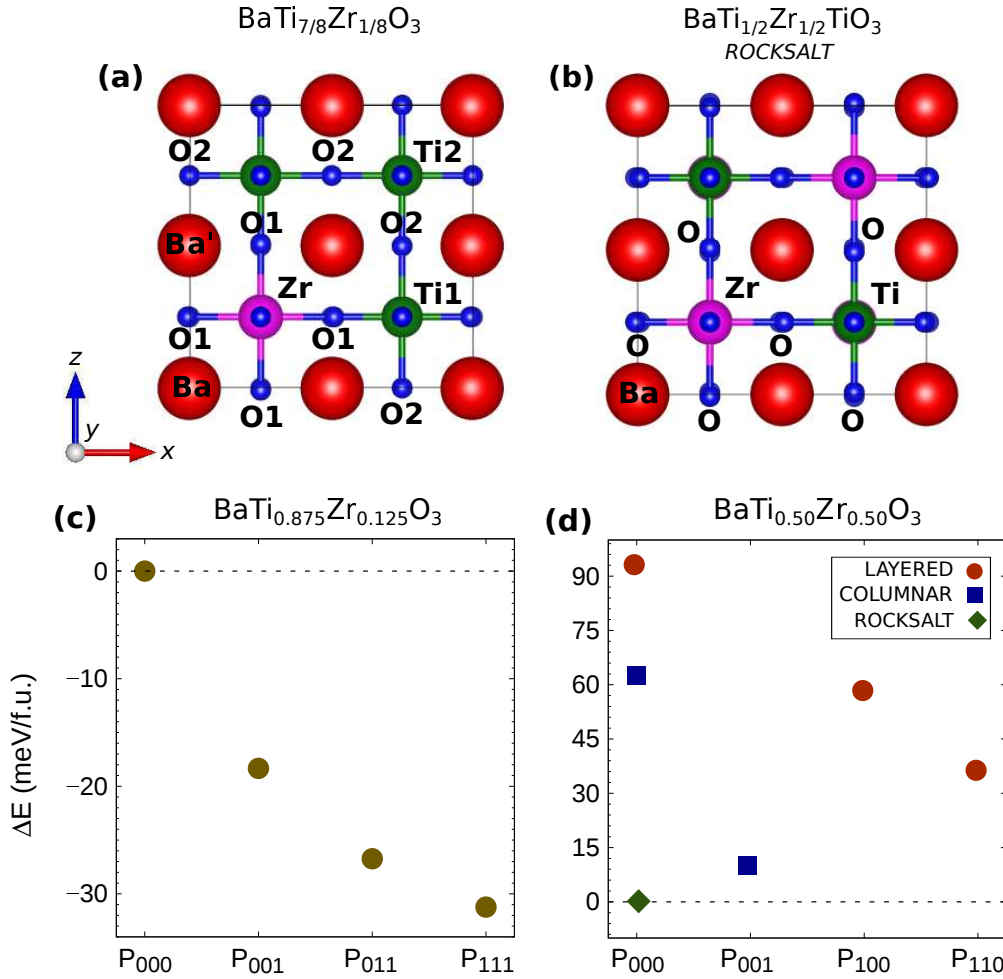 BaTi7/8Zr1/8O3
BaTi1/2Zr1/2TiO3
ROCKSALT
(a)
O2 O2 Ti2
O1 O2
Ba'
Zr Ti1
O1 O1
Ba
O1 O2
z
y
x
(b)
O O
Zr Ti
O O
Ba
O O
(c) BaTi0.875Zr0.125O3
ΔE (meV/f.u.)
0
−10
−20
−30
P000 P001 P011 P111
(d) BaTi0.50Zr0.50O3
LAYERED
COLUMNAR
ROCKSALT
90
75
60
45
30
15
0
P000 P001 P100 P110